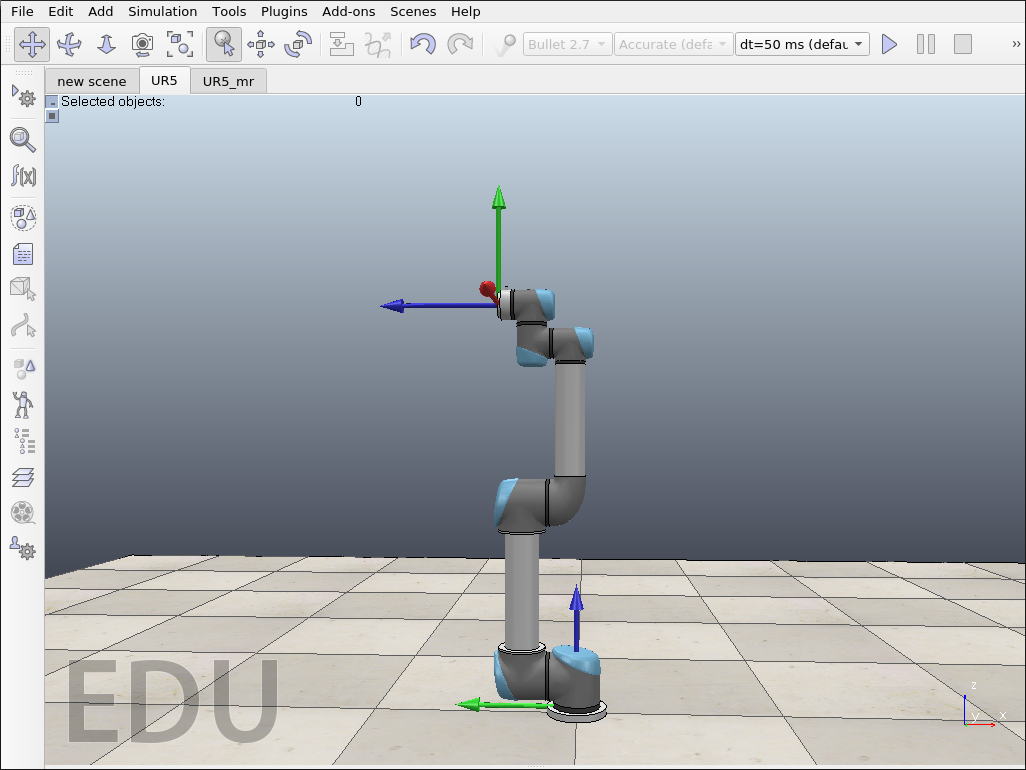 File Edit Add Simulation Tools Plugins Add-ons Scenes Help
Bullet 2.7 Accurate (defa dt=50 ms (defau »
new scene UR5 UR5_mr
Selected objects: 0
f(x)
EDU
z
y x